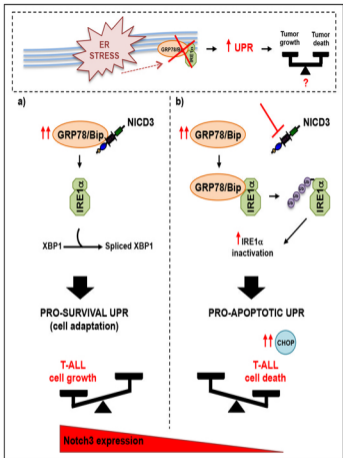 ER
STRESS
GRP78/Bip
IRE1α
UPR
Tumor
growth
Tumor
death
?
a)
NICD3
GRP78/Bip
IRE1α
XBP1
Spliced XBP1
PRO-SURVIVAL UPR
(cell adaptation)
T-ALL
cell growth
b)
NICD3
GRP78/Bip
GRP78/Bip
IRE1α
IRE1α
IRE1α
inactivation
PRO-APOPTOTIC UPR
CHOP
T-ALL
cell death
Notch3 expression